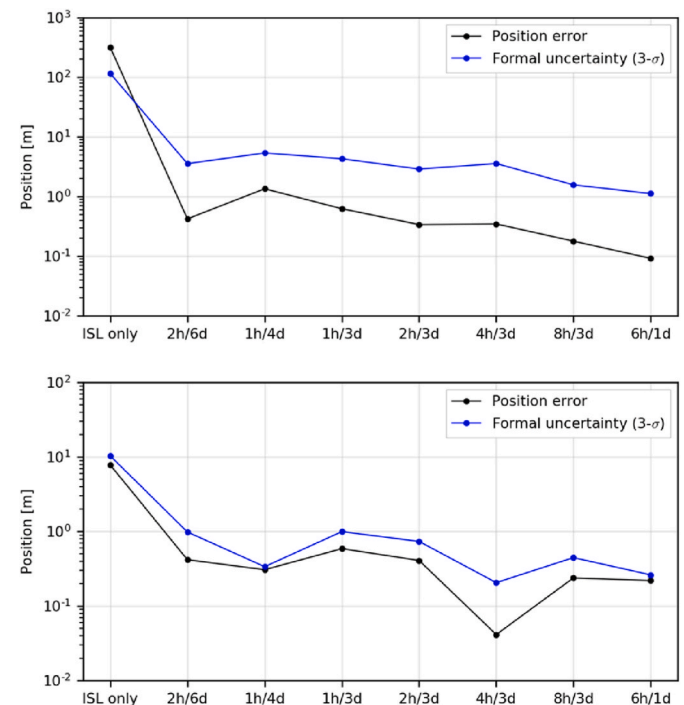 10^3
10^2
10^1
10^0
10^-1
10^-2
Position [m]
Position error
Formal uncertainty (3-σ)
ISL only 2h/6d 1h/4d 1h/3d 2h/3d 4h/3d 8h/3d 6h/1d
10^2
10^1
10^0
10^-1
10^-2
Position [m]
Position error
Formal uncertainty (3-σ)
ISL only 2h/6d 1h/4d 1h/3d 2h/3d 4h/3d 8h/3d 6h/1d